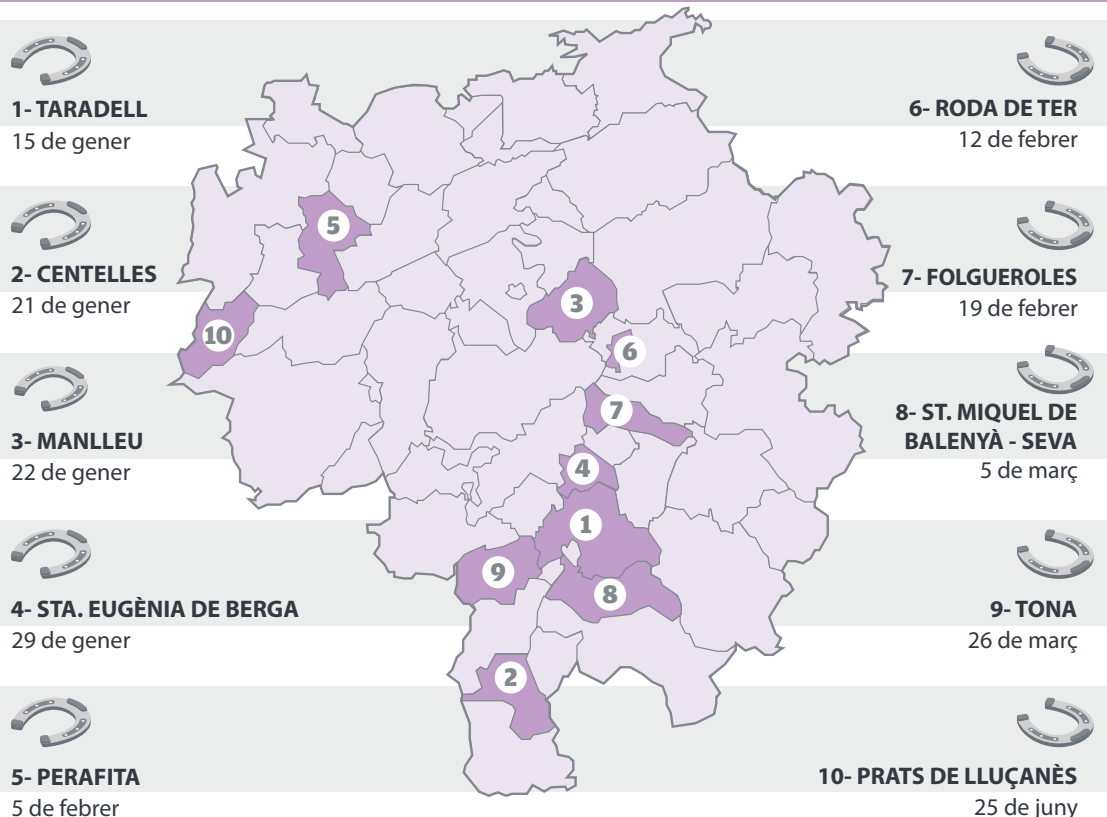 1- TARADELL
15 de gener
2- CENTELLES
21 de gener
3- MANLLEU
22 de gener
4- STA. EUGÈNIA DE BERGA
29 de gener
5- PERAFITA
5 de febrer
6- RODA DE TER
12 de febrer
7- FOLGUEROLES
19 de febrer
8- ST. MIQUEL DE
BALENYÀ - SEVA
5 de març
9- TONA
26 de març
10- PRATS DE LLUÇANÈS
25 de juny
5
3
10
6
7
4
1
9
8
2